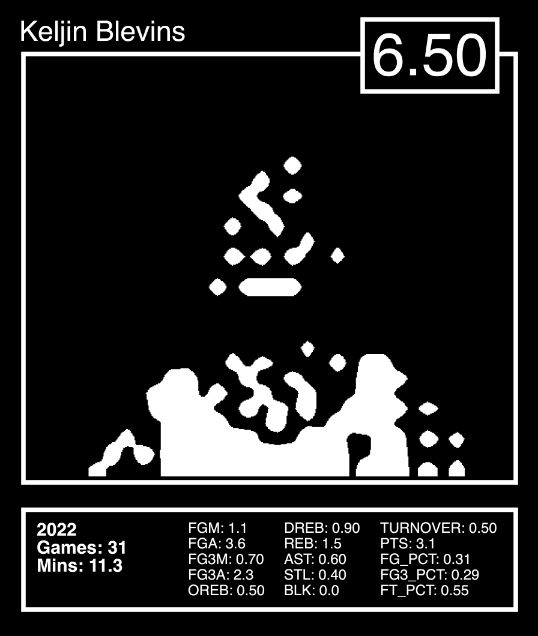 Keljin Blevins
6.50
2022
Games: 31
Mins: 11.3
FGM: 1.1
FGA: 3.6
FG3M: 0.70
FG3A: 2.3
OREB: 0.50
DREB: 0.90
REB: 1.5
AST: 0.60
STL: 0.40
BLK: 0.0
TURNOVER: 0.50
PTS: 3.1
FG_PCT: 0.31
FG3_PCT: 0.29
FT_PCT: 0.55